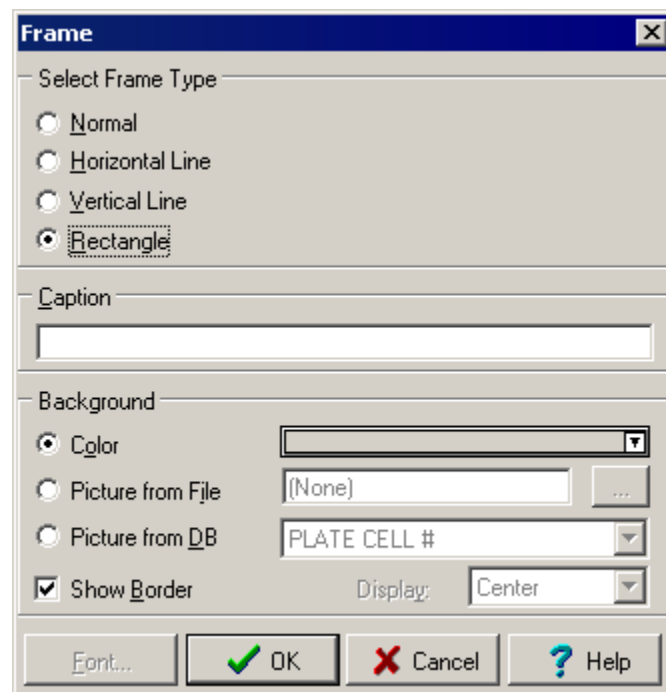 Frame
Select Frame Type
Normal
Horizontal Line
Vertical Line
Rectangle
Caption
Background
Color
Picture from File (None) ...
Picture from DB PLATE CELL #
Show Border Display: Center
Font... OK Cancel Help